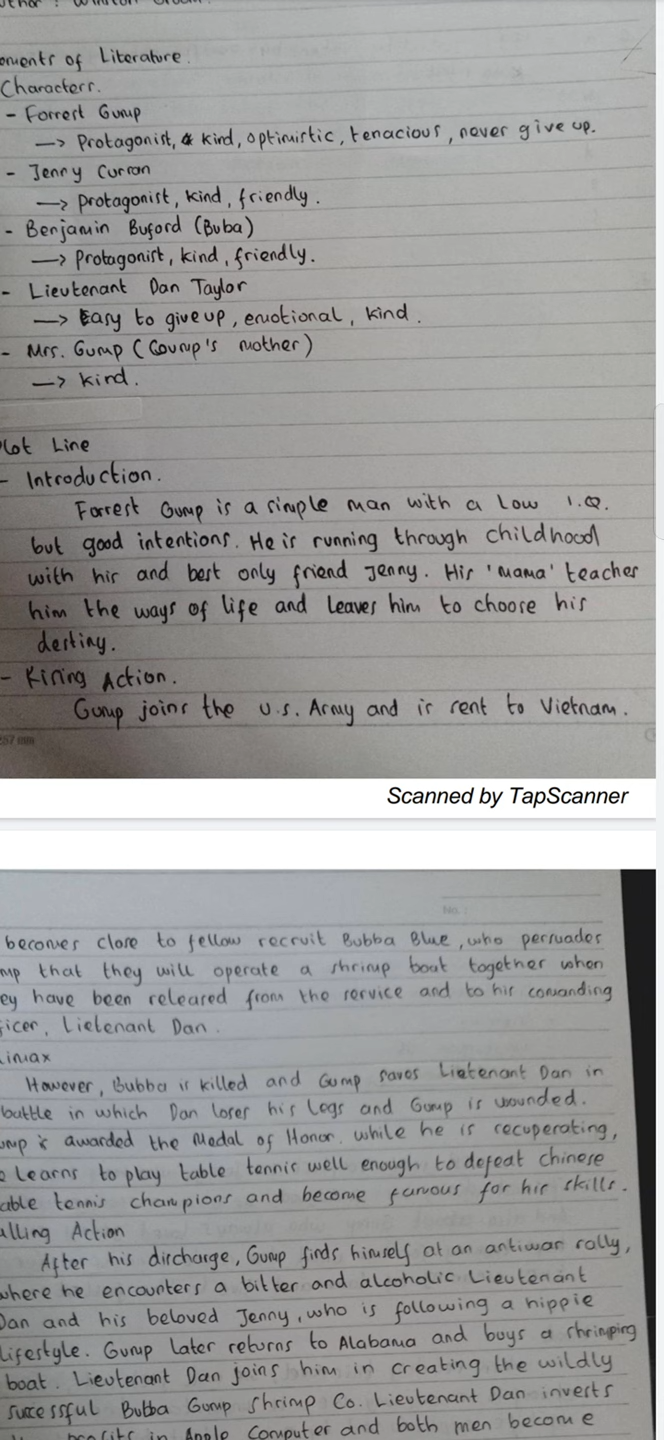 oments of Literature.
Characters.
- Forrest Gump
→ Protagonist, & kind, optimistic, tenacious, never give up.
- Jenny Curran
→ Protagonist, kind, friendly.
- Benjamin Buford (Buba)
→ Protagonist, kind, friendly.
- Lieutenant Dan Taylor
→ Easy to give up, emotional, kind.
- Mrs. Gump (Goump's mother)
→ kind.
lot Line
- Introduction.
Forrest Gump is a simple man with a low I.Q.
but good intentions. He is running through childhood
with his and best only friend Jenny. His 'mama' teacher
him the ways of life and leaves him to choose his
destiny.
- Rising Action.
Gump joins the U.S. Army and is sent to Vietnam.
57 mm
Scanned by TapScanner
No :
becomes close to fellow recruit Bubba Blue, who persuades
mp that they will operate a shrimp boat together when
ey have been released from the service and to his comanding
icer, Lietenant Dan.
imax
However, Bubba is killed and Gump saves Lietenant Dan in
battle in which Dan loses his legs and Gump is wounded.
ump is awarded the Medal of Honor. while he is recuperating,
e learns to play table tennis well enough to defeat chinese
able tennis champions and become famous for his skills.
alling Action
After his discharge, Gump finds himself at an antiwar rally,
where he encounters a bitter and alcoholic Lieutenant
Dan and his beloved Jenny, who is following a hippie
lifestyle. Gump later returns to Alabama and buys a shrimping
boat. Lieutenant Dan joins him in creating the wildly
successful Bubba Gump Shrimp Co. Lieutenant Dan invests
in Apple Computer and both men become